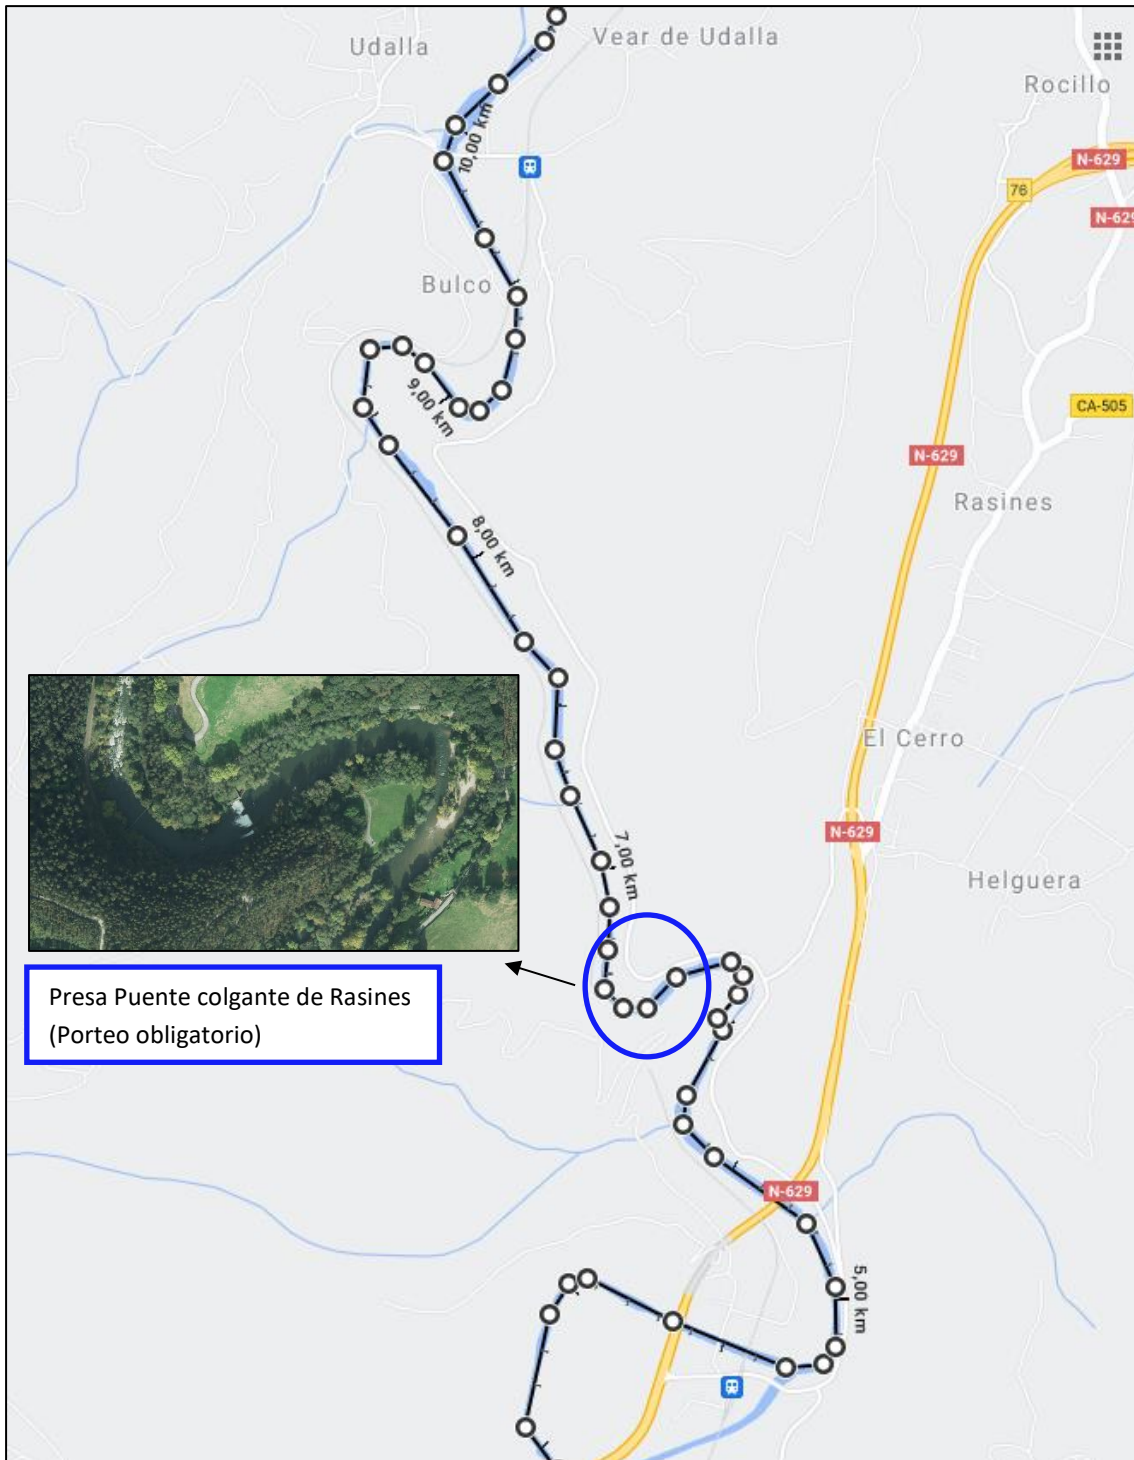 Udalla
Vear de Udalla
Rocillo
10,00 km
N-629
76
N-629
Bulco
9,00 km
CA-505
N-629
Rasines
8,00 km
El Cerro
N-629
7,00 km
Helguera
Presa Puente colgante de Rasines
(Porteo obligatorio)
N-629
5,00 km